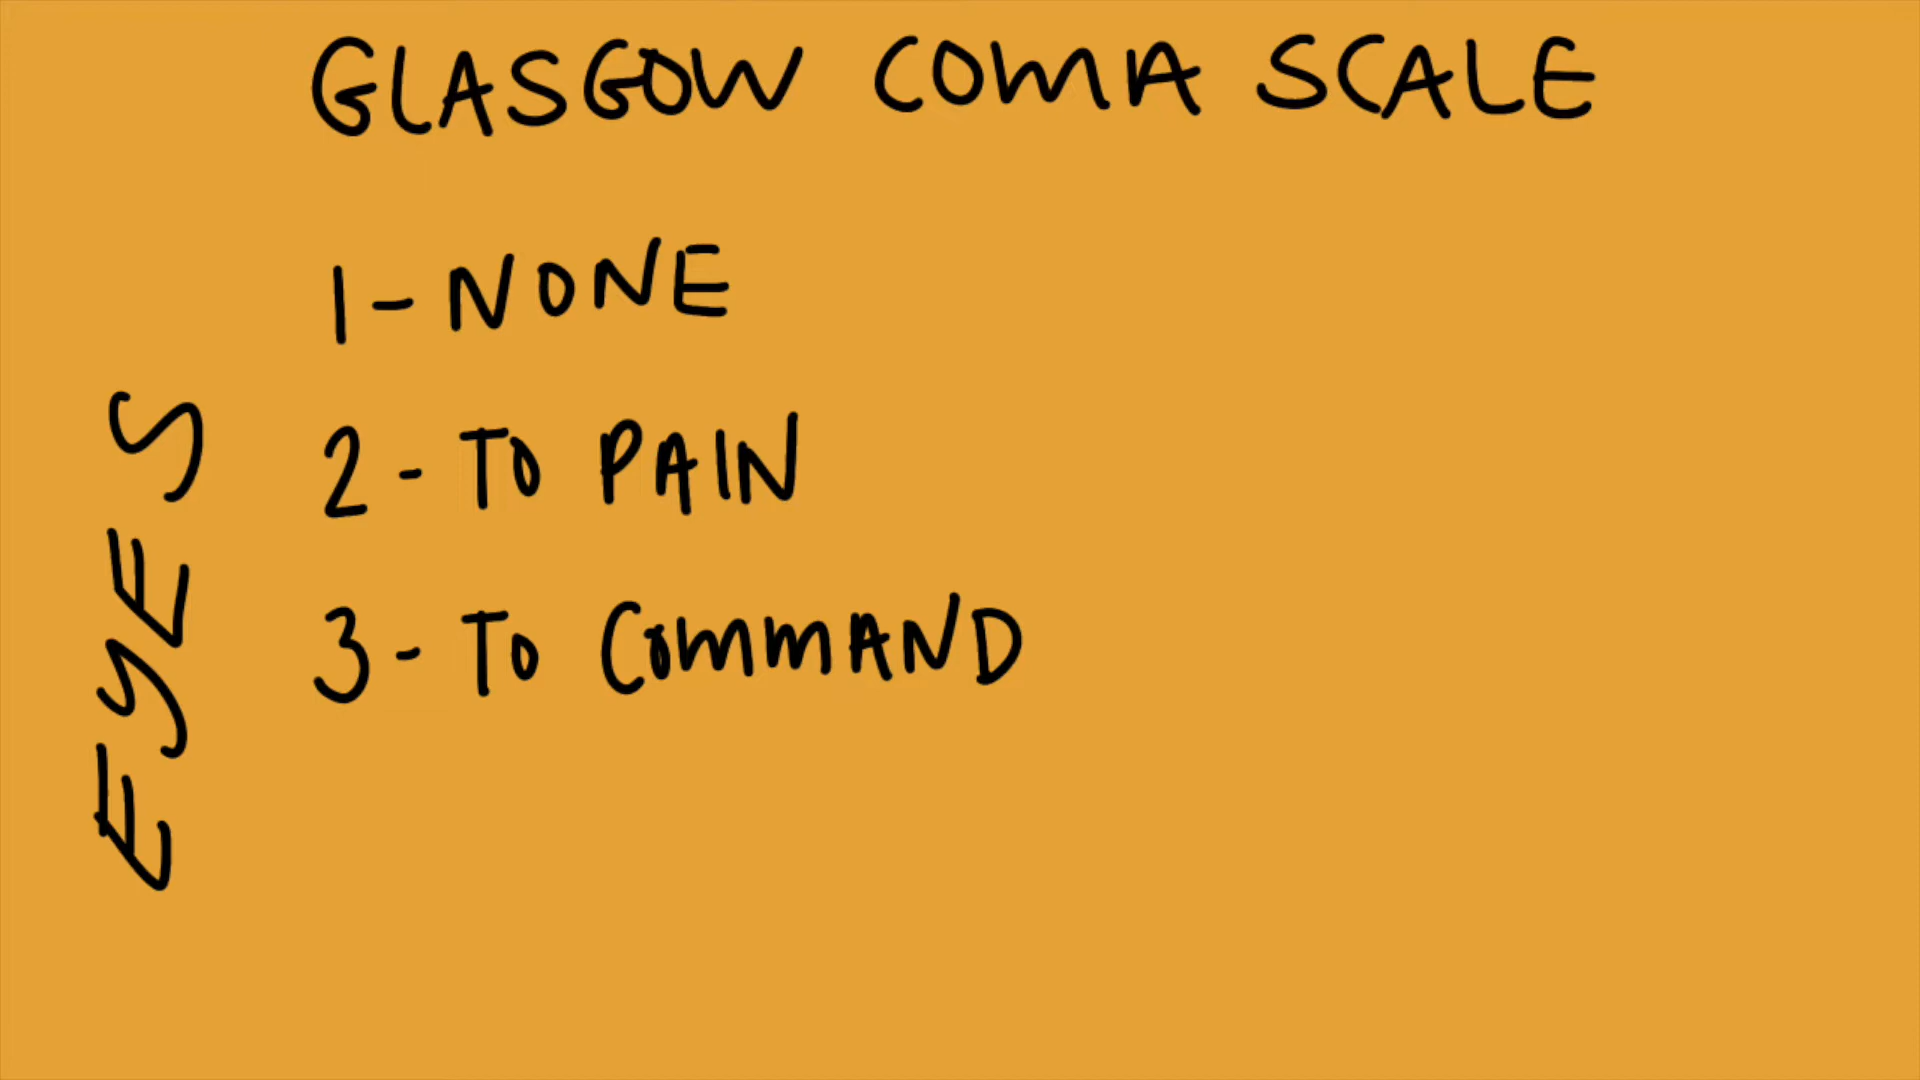 GLASGOW COMA SCALE
EYES
1 - NONE
2 - TO PAIN
3 - TO COMMAND